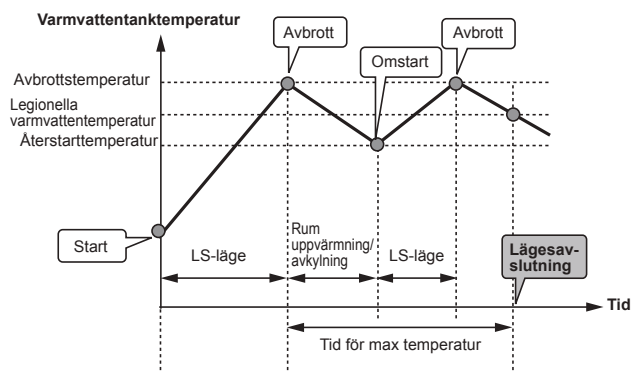 Varmvattentanktemperatur
Avbrott
Avbrott
Omstart
Avbrottstemperatur
Legionella
varmvattentemperatur
Återstarttemperatur
Start
LS-läge
Rum
uppvärmning/
avkylning
LS-läge
Lägesav-
slutning
Tid
Tid för max temperatur